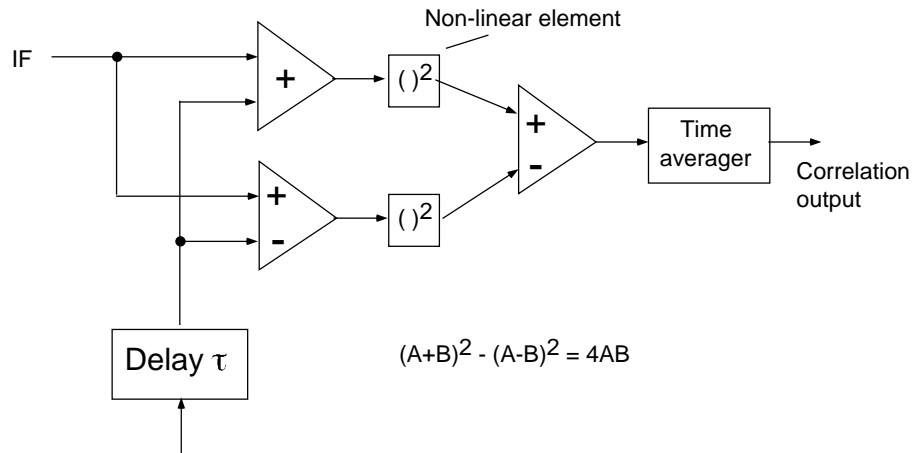 Non-linear element
IF
+
( )²
+
-
Time
averager
Correlation
output
+
-
( )²
Delay τ
(A+B)² - (A-B)² = 4AB